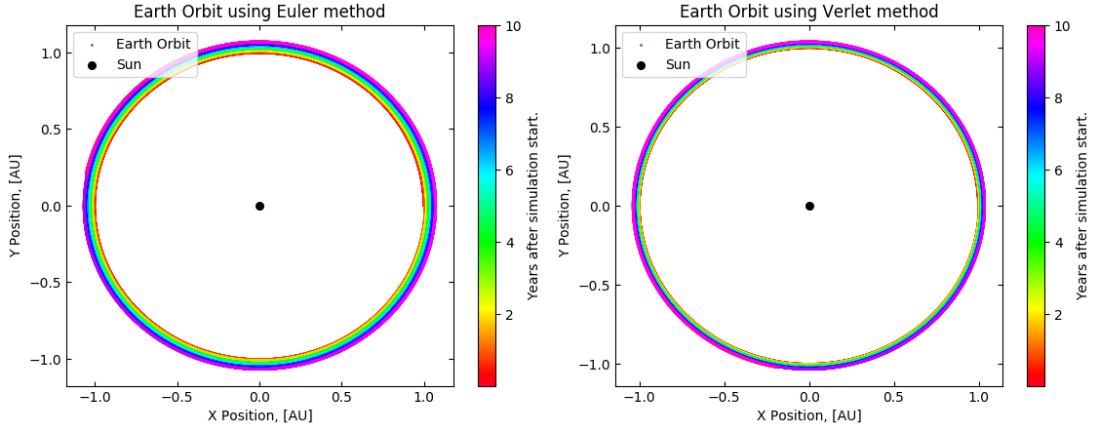 Earth Orbit using Euler method
Earth Orbit
Sun
1.0
0.5
0.0
−0.5
−1.0
Y Position, [AU]
−1.0
−0.5
0.0
0.5
1.0
X Position, [AU]
10
8
6
4
2
Years after simulation start.
Earth Orbit using Verlet method
Earth Orbit
Sun
1.0
0.5
0.0
−0.5
−1.0
Y Position, [AU]
−1.0
−0.5
0.0
0.5
1.0
X Position, [AU]
10
8
6
4
2
Years after simulation start.